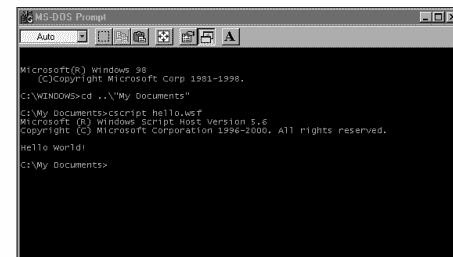 MS-DOS Prompt
Auto
A
Microsoft(R) Windows 98
(C)Copyright Microsoft Corp 1981-1998.
C:\WINDOWS>cd ..\"My Documents"
C:\My Documents>cscript hello.wsf
Microsoft (R) Windows Script Host Version 5.6
Copyright (C) Microsoft Corporation 1996-2000. All rights reserved.
Hello World!
C:\My Documents>